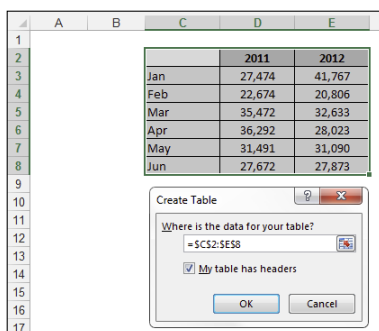 A B C D E
1
2 2011 2012
3 Jan 27,474 41,767
4 Feb 22,674 20,806
5 Mar 35,472 32,633
6 Apr 36,292 28,023
7 May 31,491 31,090
8 Jun 27,672 27,873
9
10 Create Table ? X
11
12 Where is the data for your table?
=$C$2:$E$8
13
14 My table has headers
15
16 OK Cancel
17